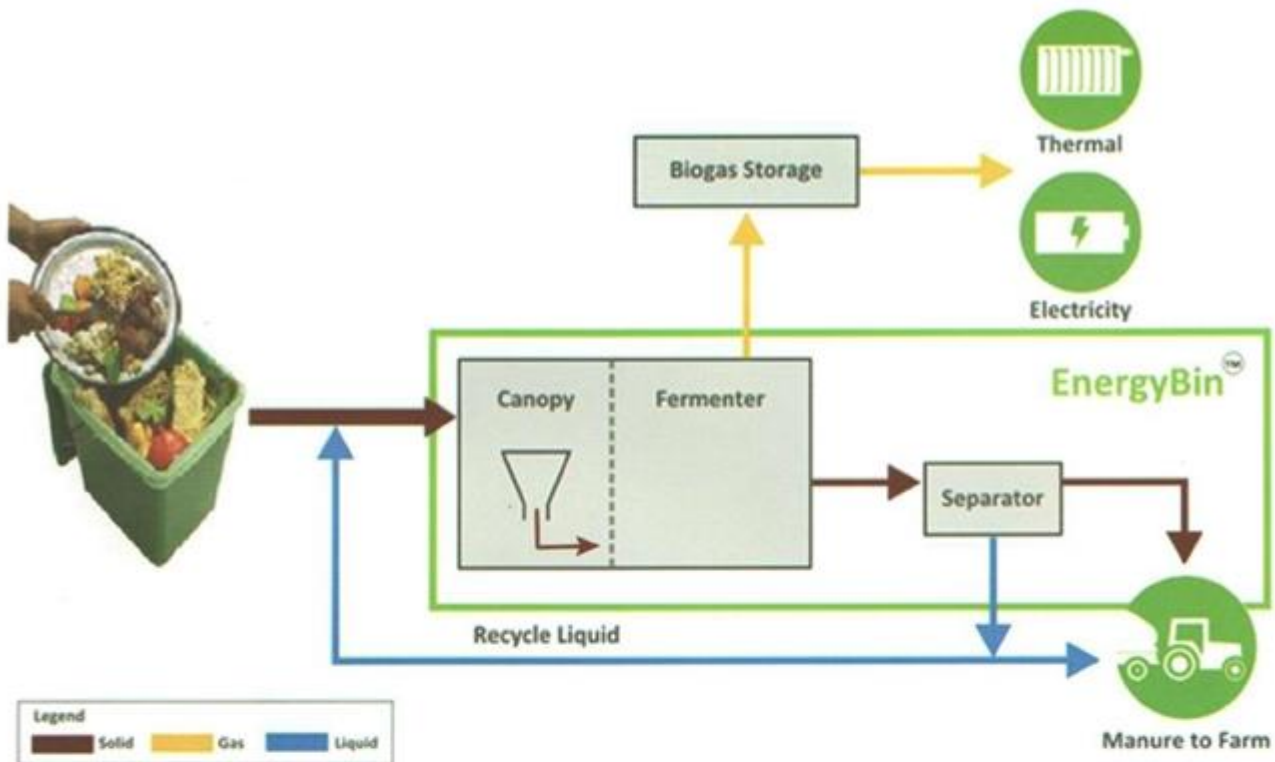 Thermal
Biogas Storage
Electricity
EnergyBin™
Canopy
Fermenter
Separator
Recycle Liquid
Legend
Solid
Gas
Liquid
Manure to Farm